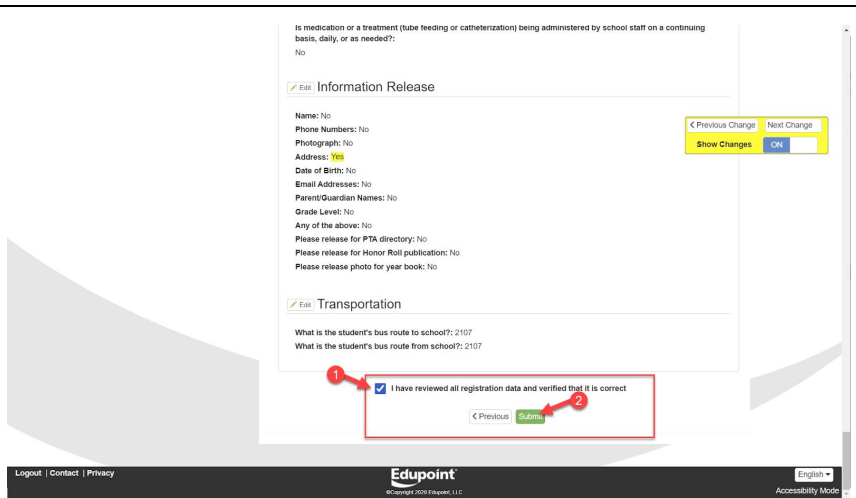 Is medication or a treatment (tube feeding or catheterization) being administered by school staff on a continuing
basis, daily, or as needed?:
No
Edit Information Release
Name: No
Phone Numbers: No
Photograph: No
Address: Yes
Date of Birth: No
Email Addresses: No
Parent/Guardian Names: No
Grade Level: No
Any of the above: No
Please release for PTA directory: No
Please release for Honor Roll publication: No
Please release photo for year book: No
Previous Change Next Change
Show Changes ON
Edit Transportation
What is the student's bus route to school?: 2107
What is the student's bus route from school?: 2107
1
I have reviewed all registration data and verified that it is correct
2
Previous Submit
Logout | Contact | Privacy
Edupoint
©Copyright 2020 Edupoint, LLC
English
Accessibility Mode